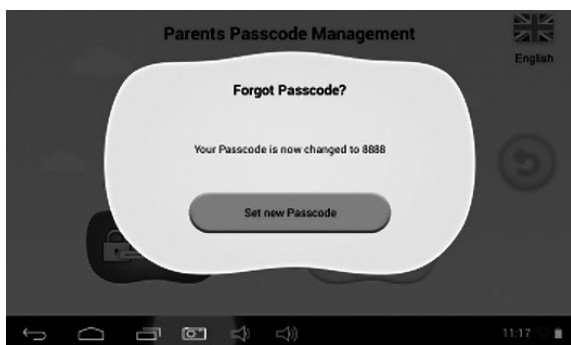 Parents Passcode Management
English
Forgot Passcode?
Your Passcode is now changed to 8888
Set new Passcode
11:17